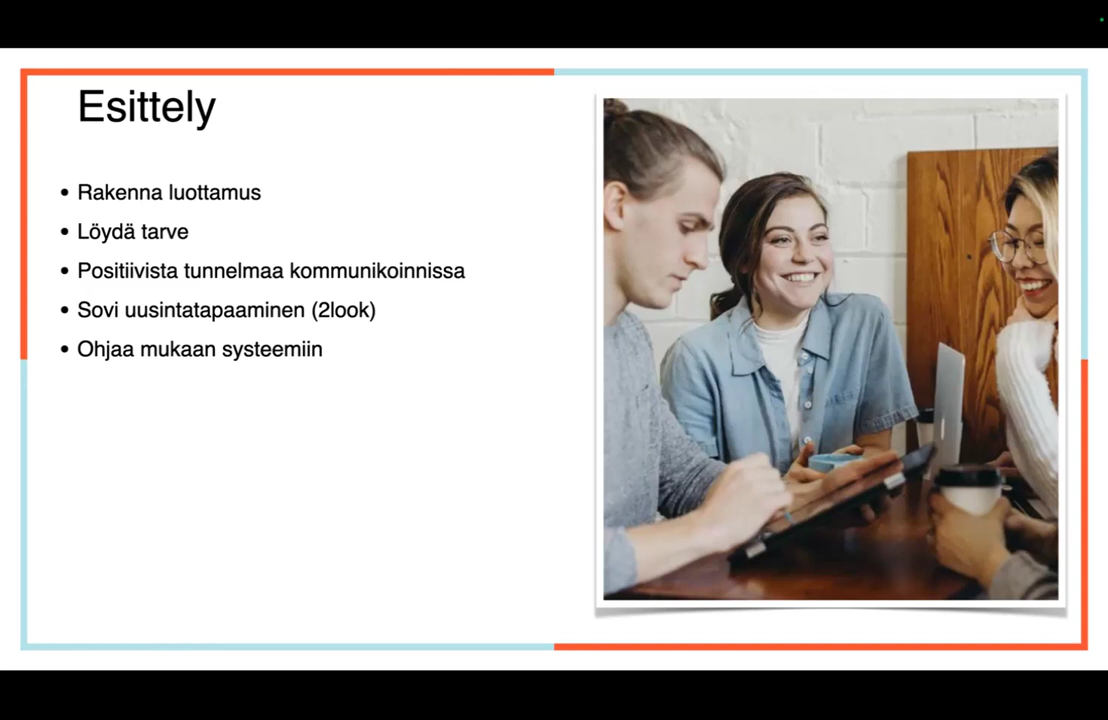 Esittely
• Rakenna luottamus
• Löydä tarve
• Positiivista tunnelmaa kommunikoinnissa
• Sovi uusintatapaaminen (2look)
• Ohjaa mukaan systeemiin